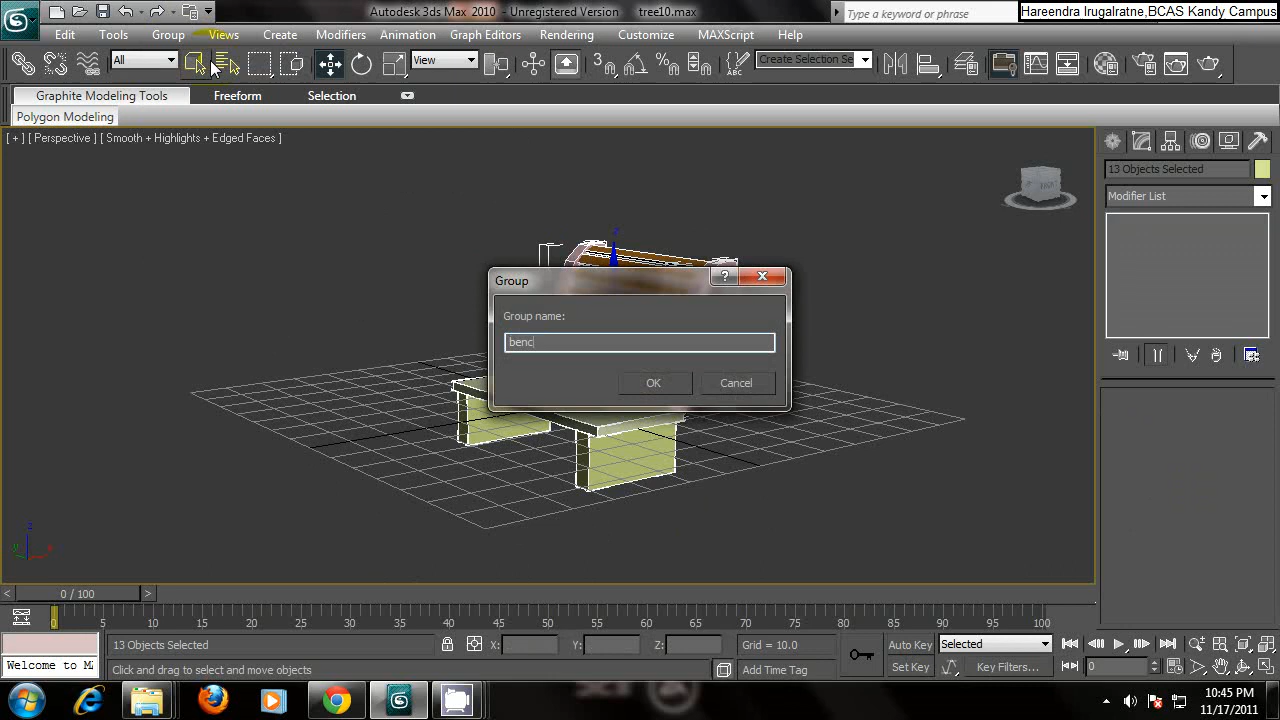 Autodesk 3ds Max 2010 - Unregistered Version tree10.max
Type a keyword or phrase
Hareendra Irugalratne,BCAS Kandy Campus
Edit Tools Group Views Create Modifiers Animation Graph Editors Rendering Customize MAXScript Help
All View 3 % Create Selection Se
Graphite Modeling Tools Freeform Selection
Polygon Modeling
[ + ] [ Perspective ] [ Smooth + Highlights + Edged Faces ]
13 Objects Selected
Modifier List
z
Group
?
Group name:
benc
OK Cancel
z
y x
< 0 / 100 >
0 5 10 15 20 25 30 35 40 45 50 55 60 65 70 75 80 85 90 95 100
13 Objects Selected X: Y: Z: Grid = 10.0 Auto Key Selected
Welcome to MA Click and drag to select and move objects Add Time Tag Set Key Key Filters... 0
10:45 PM
11/17/2011